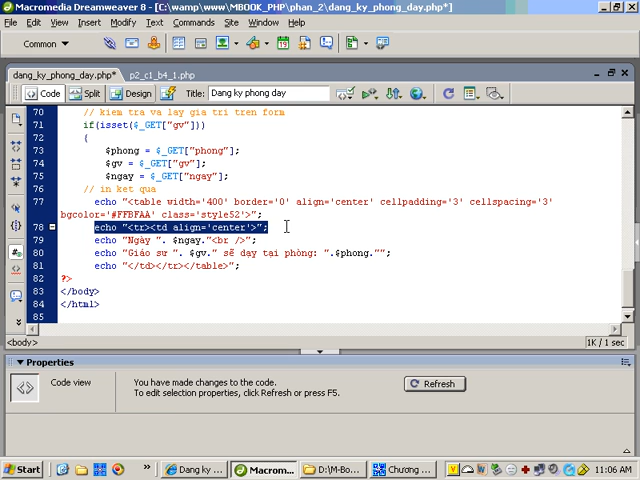 Macromedia Dreamweaver 8 - [C:\wamp\www\MBOOK_PHP\phan_2\dang_ky_phong_day.php*]
File Edit View Insert Modify Text Commands Site Window Help
Common
dang_ky_phong_day.php* p2_c1_b4_1.php
Code Split Design Title: Dang ky phong day
70 // kiem tra va lay gia tri tren form
71 if(isset($_GET["gv"]))
72 {
73 $phong = $_GET["phong"];
74 $gv = $_GET["gv"];
75 $ngay = $_GET["ngay"];
76 // in ket qua
77 echo "<table width='400' border='0' align='center' cellpadding='3' cellspacing='3'
bgcolor='#FFBFAA' class='style52'>";
78 echo "<tr><td align='center'>";
79 echo "Ngày ". $ngay."<br />";
80 echo "Giáo sư ". $gv." sẽ dạy tại phòng: ".$phong."";
81 echo "</td></tr></table>";
82 ?>
83 </body>
84 </html>
85
<body> 1K / 1 sec
Properties
Code view You have made changes to the code. Refresh
To edit selection properties, click Refresh or press F5.
Start Dang ky ... Macrom... D:\M-Bo... Chương ... 11:06 AM